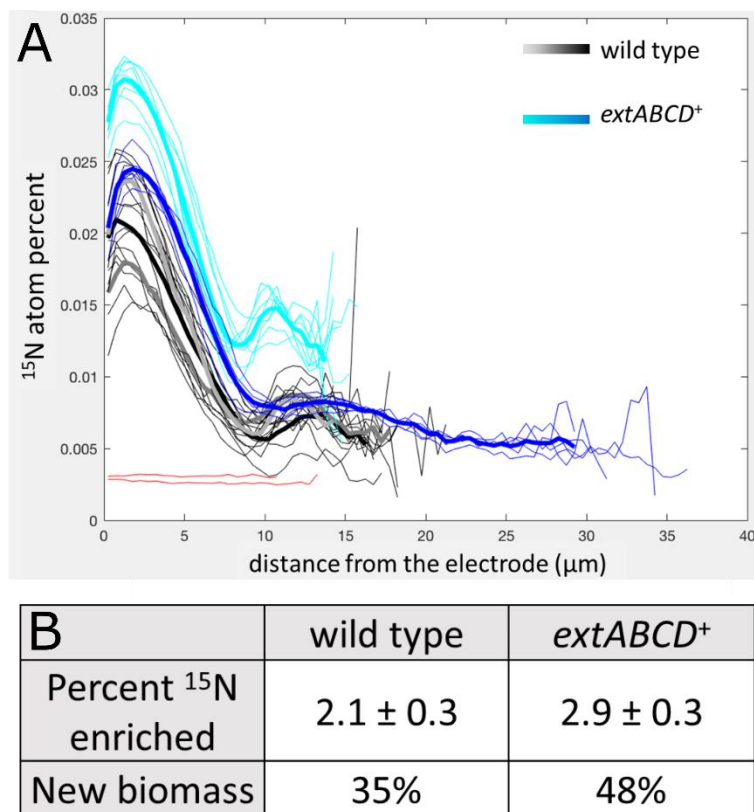 A
0.035
0.03
0.025
0.02
0.015
0.01
0.005
0
¹⁵N atom percent
wild type
extABCD⁺
0 5 10 15 20 25 30 35 40
distance from the electrode (μm)
B
wild type extABCD⁺
Percent ¹⁵N
enriched
2.1 ± 0.3 2.9 ± 0.3
New biomass 35% 48%